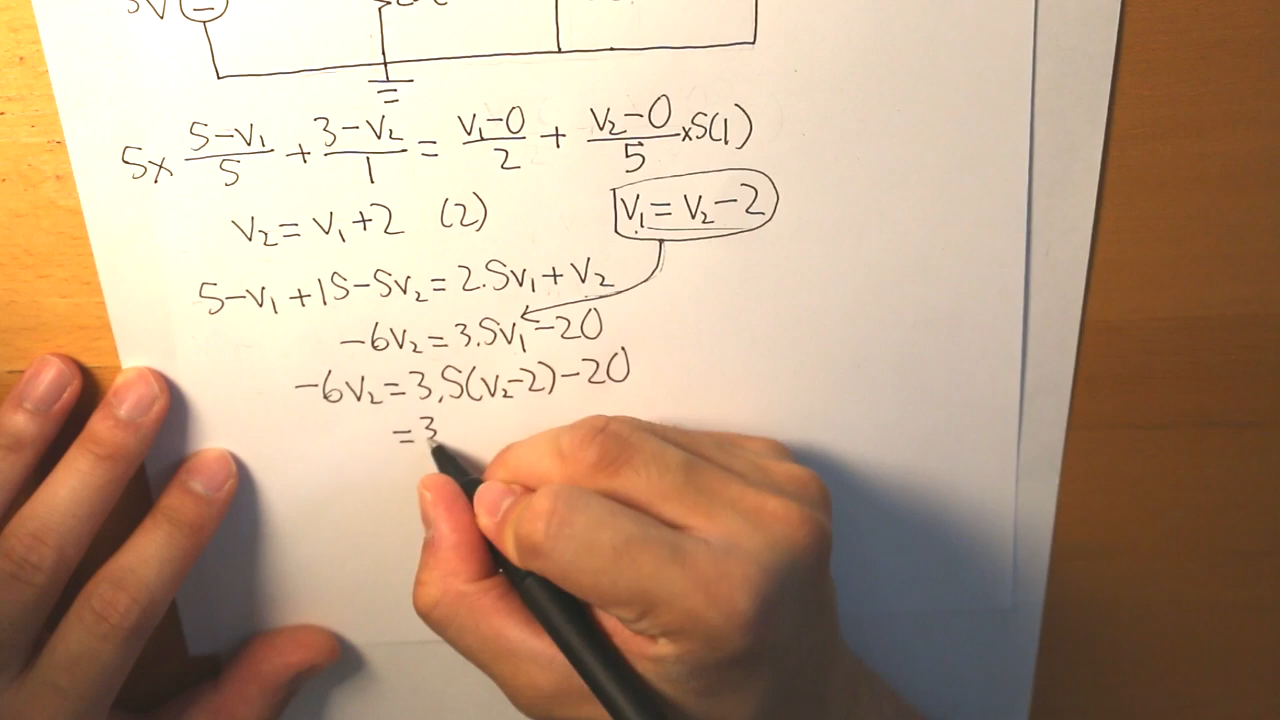 5V
5x (5-V₁)/5 + (3-V₂)/1 = (V₁-0)/2 + (V₂-0)/5 x5(1)
V₂ = V₁+2 (2) V₁ = V₂-2
5-V₁+15-5V₂ = 2.5V₁+V₂
-6V₂ = 3.5V₁-20
-6V₂ = 3.5(V₂-2)-20
= 3